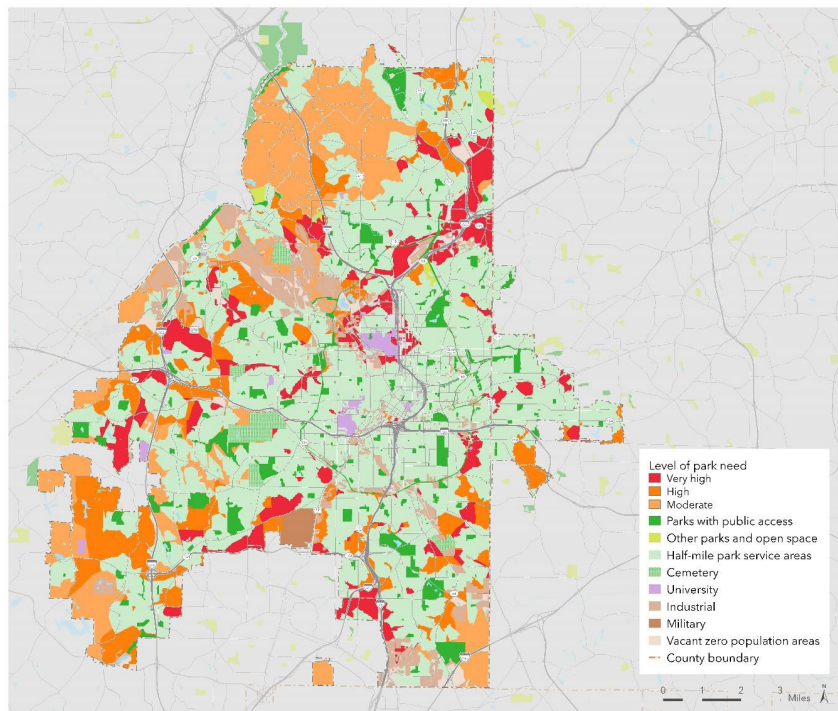 Level of park need
Very high
High
Moderate
Parks with public access
Other parks and open space
Half-mile park service areas
Cemetery
University
Industrial
Military
Vacant zero population areas
County boundary
0 1 2 3 Miles
N